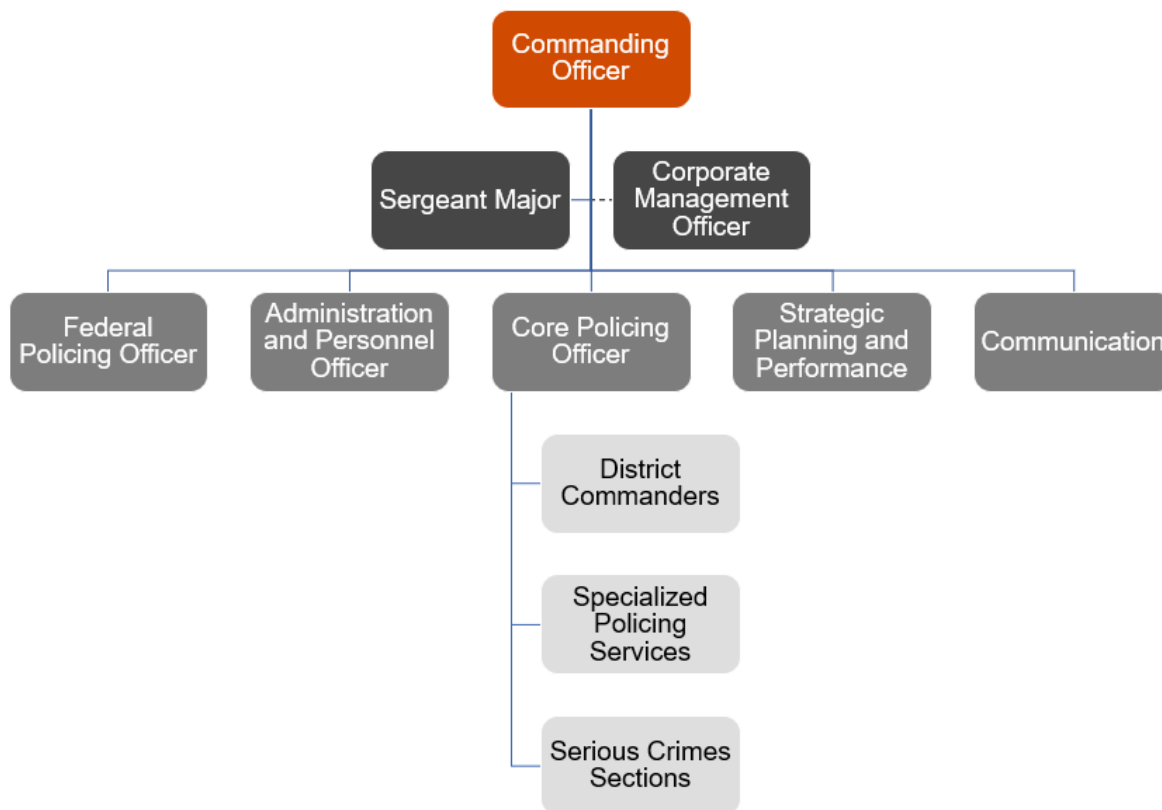 Commanding
Officer
Sergeant Major
Corporate
Management
Officer
Federal
Policing Officer
Administration
and Personnel
Officer
Core Policing
Officer
Strategic
Planning and
Performance
Communication
District
Commanders
Specialized
Policing
Services
Serious Crimes
Sections